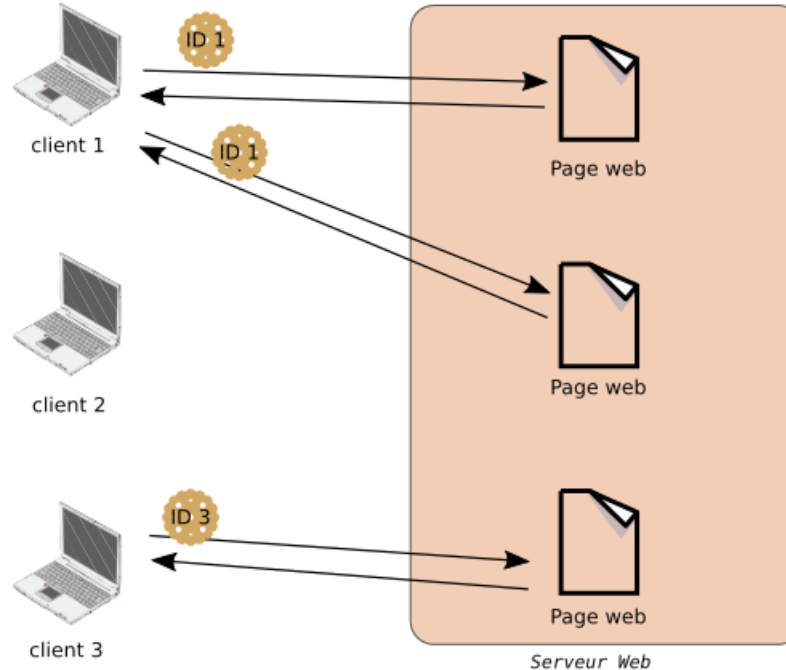 ID 1
client 1
ID 1
Page web
client 2
Page web
ID 3
client 3
Page web
Serveur Web